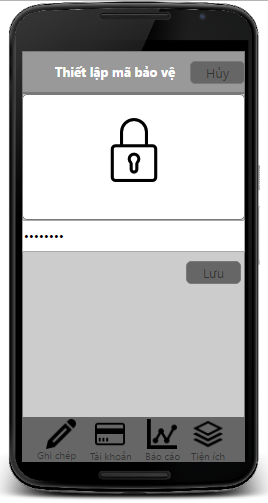 Thiết lập mã bảo vệ
Hủy
••••••••
Lưu
Ghi chép
Tài khoản
Báo cáo
Tiện ích